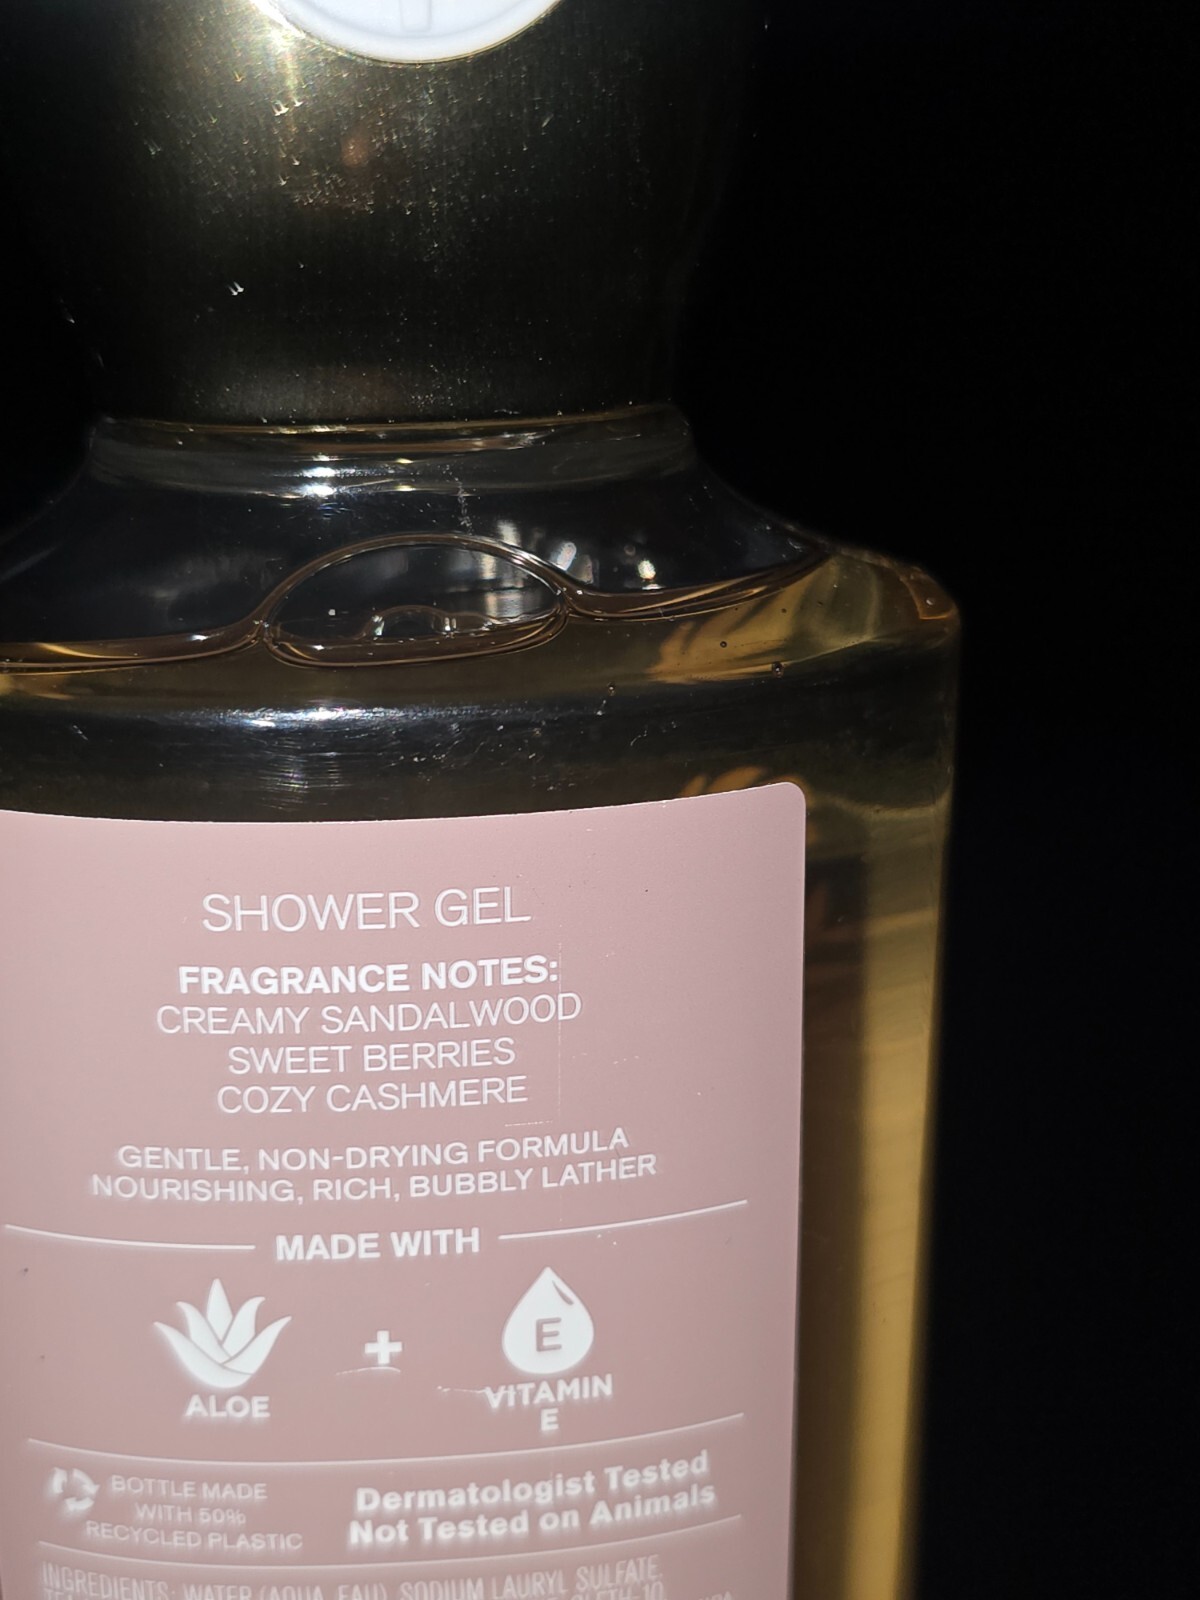 SHOWER GEL
FRAGRANCE NOTES:
CREAMY SANDALWOOD
SWEET BERRIES
COZY CASHMERE
GENTLE, NON-DRYING FORMULA
NOURISHING, RICH, BUBBLY LATHER
MADE WITH
E
ALOE
+
VITAMIN
E
BOTTLE MADE
WITH 50%
RECYCLED PLASTIC
Dermatologist Tested
Not Tested on Animals
INGREDIENTS: WATER (AQUA, EAU), SODIUM LAURYL SULFATE,